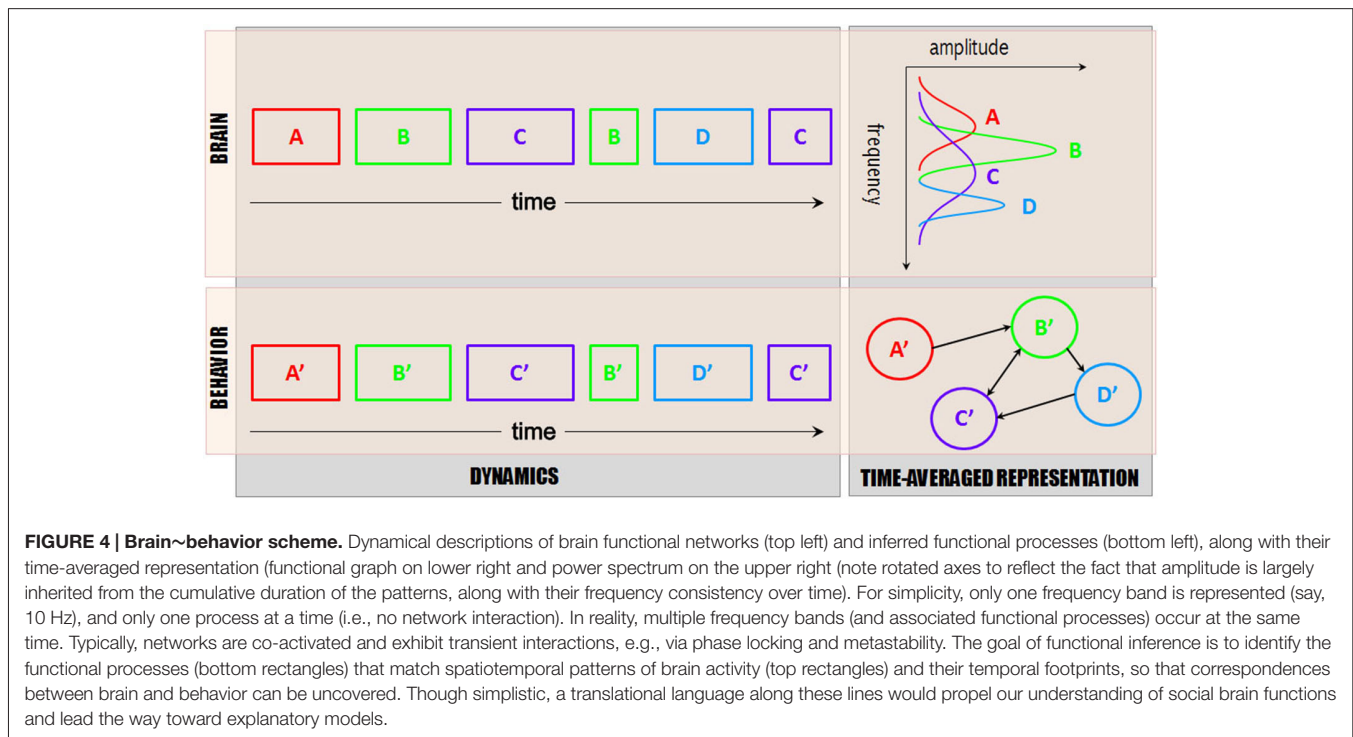 BRAIN
A B C B D C
time
amplitude
frequency
A
B
C
D
BEHAVIOR
A’ B’ C’ B’ D’ C’
time
A’
B’
C’
D’
DYNAMICS
TIME-AVERAGED REPRESENTATION
FIGURE 4 | Brain~behavior scheme. Dynamical descriptions of brain functional networks (top left) and inferred functional processes (bottom left), along with their
time-averaged representation (functional graph on lower right and power spectrum on the upper right (note rotated axes to reflect the fact that amplitude is largely
inherited from the cumulative duration of the patterns, along with their frequency consistency over time). For simplicity, only one frequency band is represented (say,
10 Hz), and only one process at a time (i.e., no network interaction). In reality, multiple frequency bands (and associated functional processes) occur at the same
time. Typically, networks are co-activated and exhibit transient interactions, e.g., via phase locking and metastability. The goal of functional inference is to identify the
functional processes (bottom rectangles) that match spatiotemporal patterns of brain activity (top rectangles) and their temporal footprints, so that correspondences
between brain and behavior can be uncovered. Though simplistic, a translational language along these lines would propel our understanding of social brain functions
and lead the way toward explanatory models.